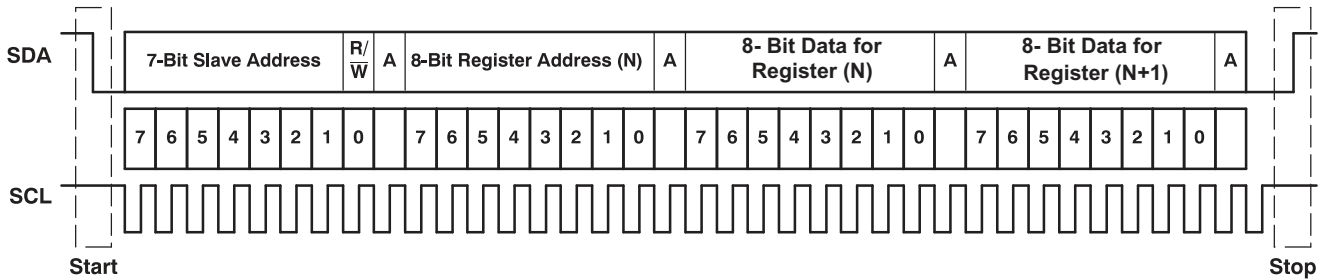 SDA
7-Bit Slave Address
R/
W
A
8-Bit Register Address (N)
A
8- Bit Data for
Register (N)
A
8- Bit Data for
Register (N+1)
A
7 6 5 4 3 2 1 0 7 6 5 4 3 2 1 0 7 6 5 4 3 2 1 0 7 6 5 4 3 2 1 0
SCL
Start
Stop